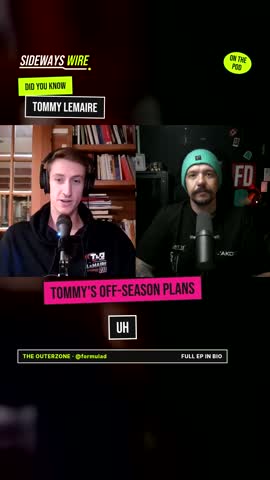 SIDEWAYS WIRE.
ON THE
POD
DID YOU KNOW
TOMMY LEMAIRE
FD
LEMAIRE
TOMMY'S OFF-SEASON PLANS
UH
THE OUTERZONE - @formulad
FULL EP IN BIO